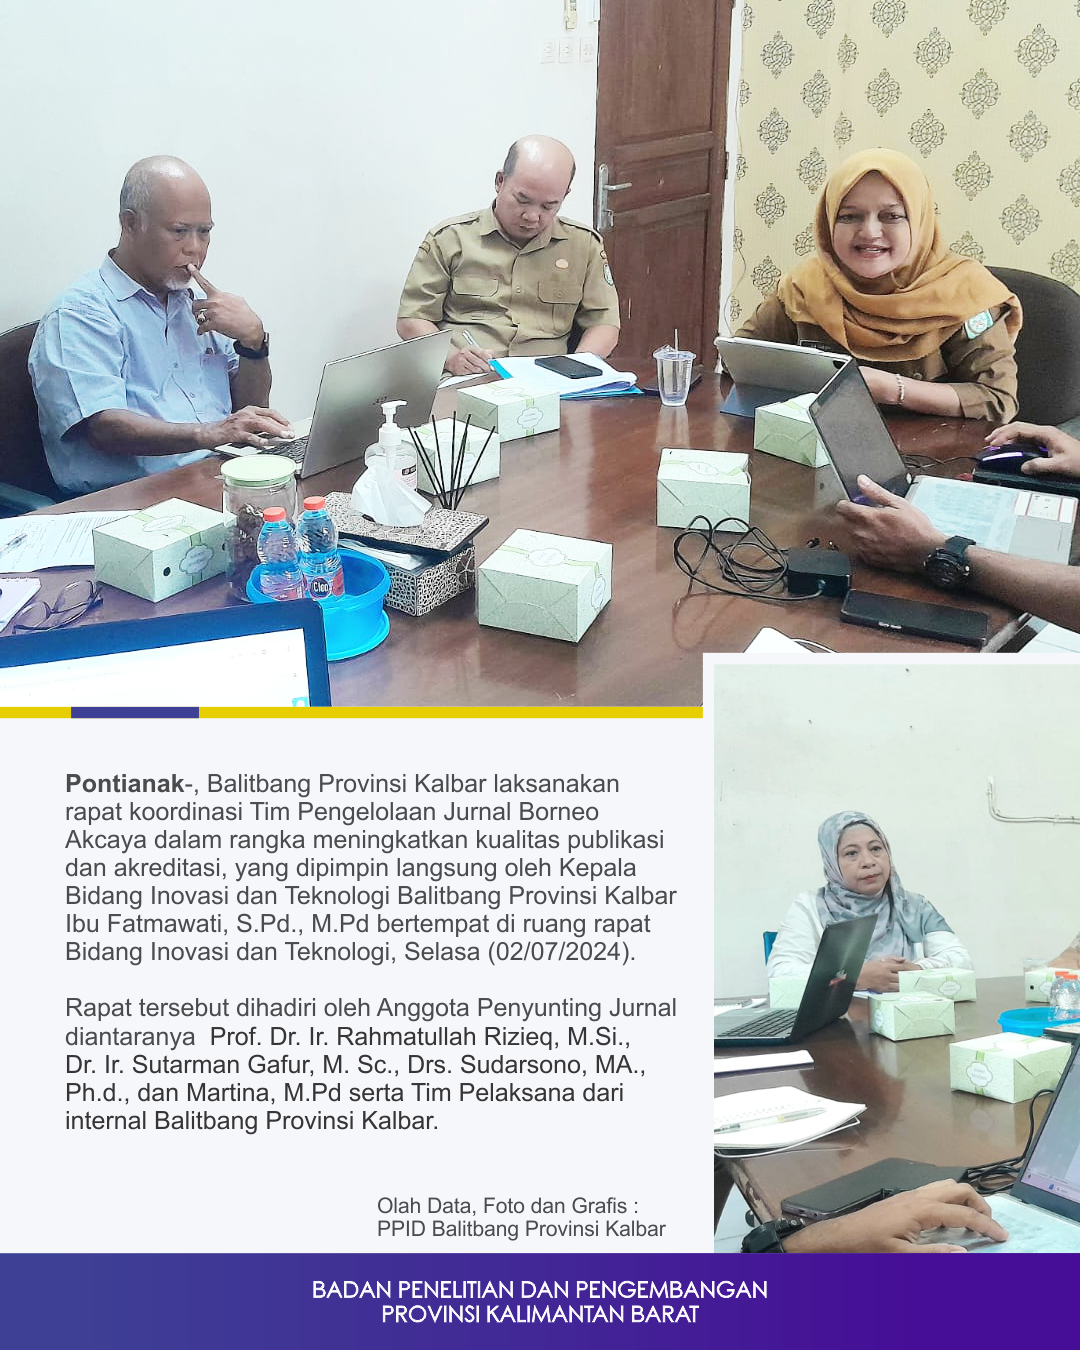 Clan
Pontianak-, Balitbang Provinsi Kalbar laksanakan
rapat koordinasi Tim Pengelolaan Jurnal Borneo
Akcaya dalam rangka meningkatkan kualitas publikasi
dan akreditasi, yang dipimpin langsung oleh Kepala
Bidang Inovasi dan Teknologi Balitbang Provinsi Kalbar
Ibu Fatmawati, S.Pd., M.Pd bertempat di ruang rapat
Bidang Inovasi dan Teknologi, Selasa (02/07/2024).
Rapat tersebut dihadiri oleh Anggota Penyunting Jurnal
diantaranya Prof. Dr. Ir. Rahmatullah Rizieq, M.Si.,
Dr. Ir. Sutarman Gafur, M. Sc., Drs. Sudarsono, MA.,
Ph.d., dan Martina, M.Pd serta Tim Pelaksana dari
internal Balitbang Provinsi Kalbar.
Olah Data, Foto dan Grafis :
PPID Balitbang Provinsi Kalbar
BADAN PENELITIAN DAN PENGEMBANGAN
PROVINSI KALIMANTAN BARAT